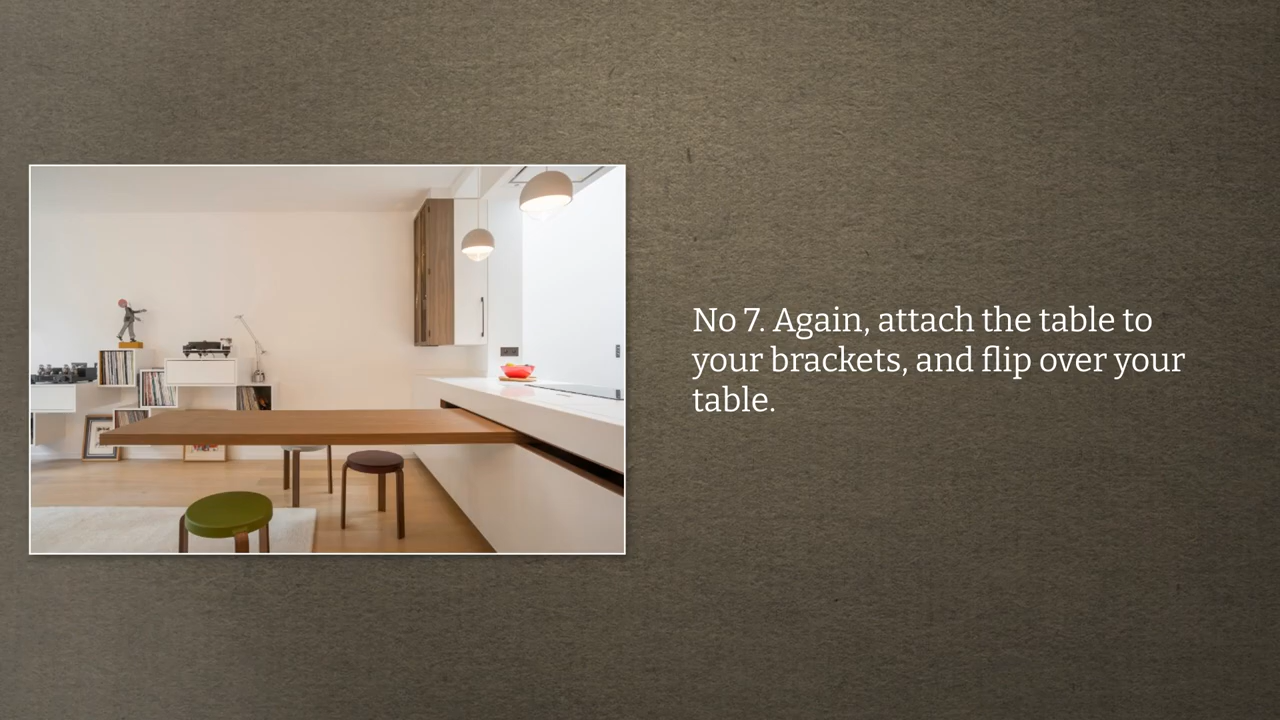 No 7. Again, attach the table to
your brackets, and flip over your
table.